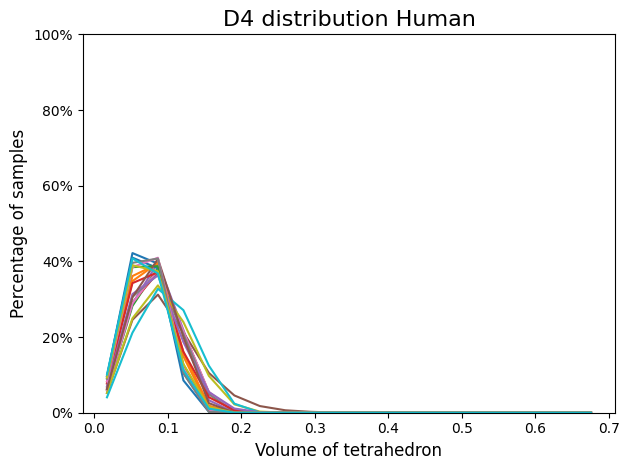 D4 distribution Human
100%
80%
60%
40%
20%
0%
Percentage of samples
0.0 0.1 0.2 0.3 0.4 0.5 0.6 0.7
Volume of tetrahedron